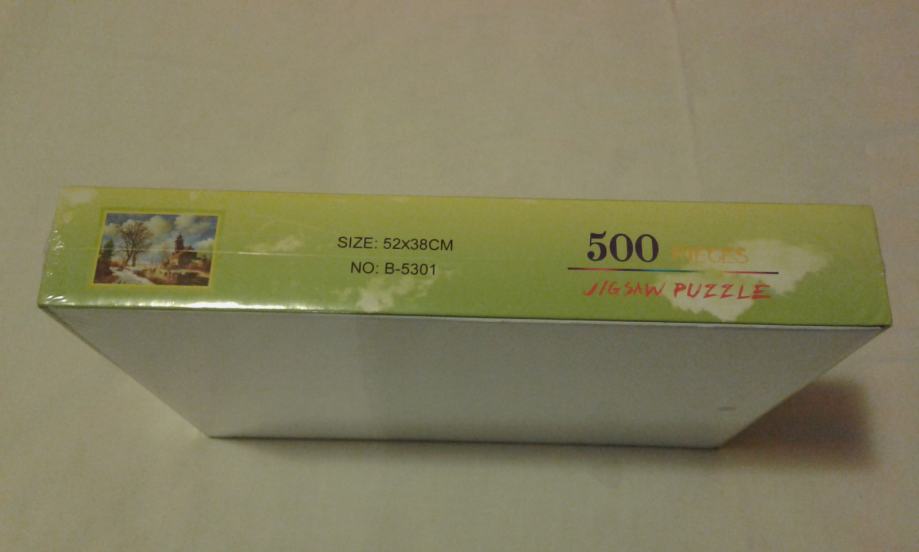 SIZE: 52x38CM
NO: B-5301
500 PIECES
JIGSAW PUZZLE